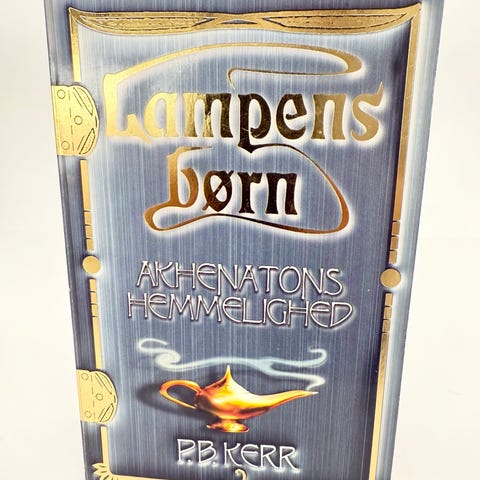 Lampens
børn
AKHENATONS
HEMMELIGHED
P.B. KERR